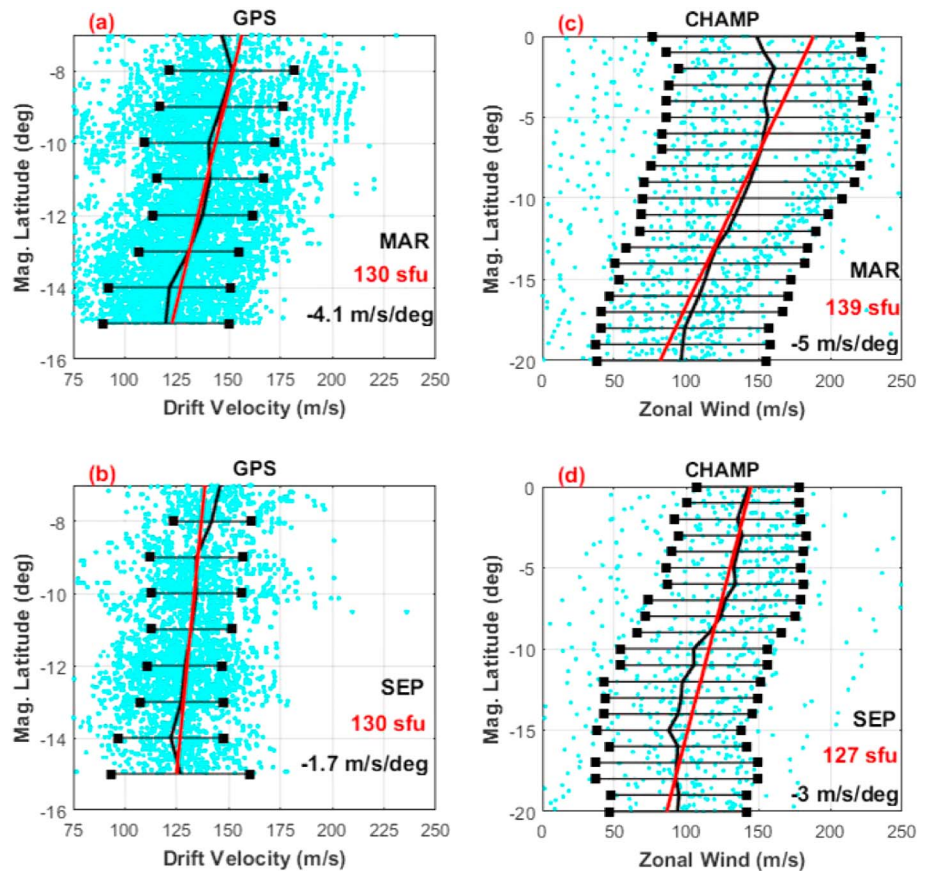 (a)
GPS
-8
-10
-12
-14
-16
75
100
125
150
175
200
225
250
Mag. Latitude (deg)
Drift Velocity (m/s)
MAR
130 sfu
-4.1 m/s/deg
(c)
CHAMP
0
-5
-10
-15
-20
0
50
100
150
200
250
Mag. Latitude (deg)
Zonal Wind (m/s)
MAR
139 sfu
-5 m/s/deg
(b)
GPS
-8
-10
-12
-14
-16
75
100
125
150
175
200
225
250
Mag. Latitude (deg)
Drift Velocity (m/s)
SEP
130 sfu
-1.7 m/s/deg
(d)
CHAMP
0
-5
-10
-15
-20
0
50
100
150
200
250
Mag. Latitude (deg)
Zonal Wind (m/s)
SEP
127 sfu
-3 m/s/deg